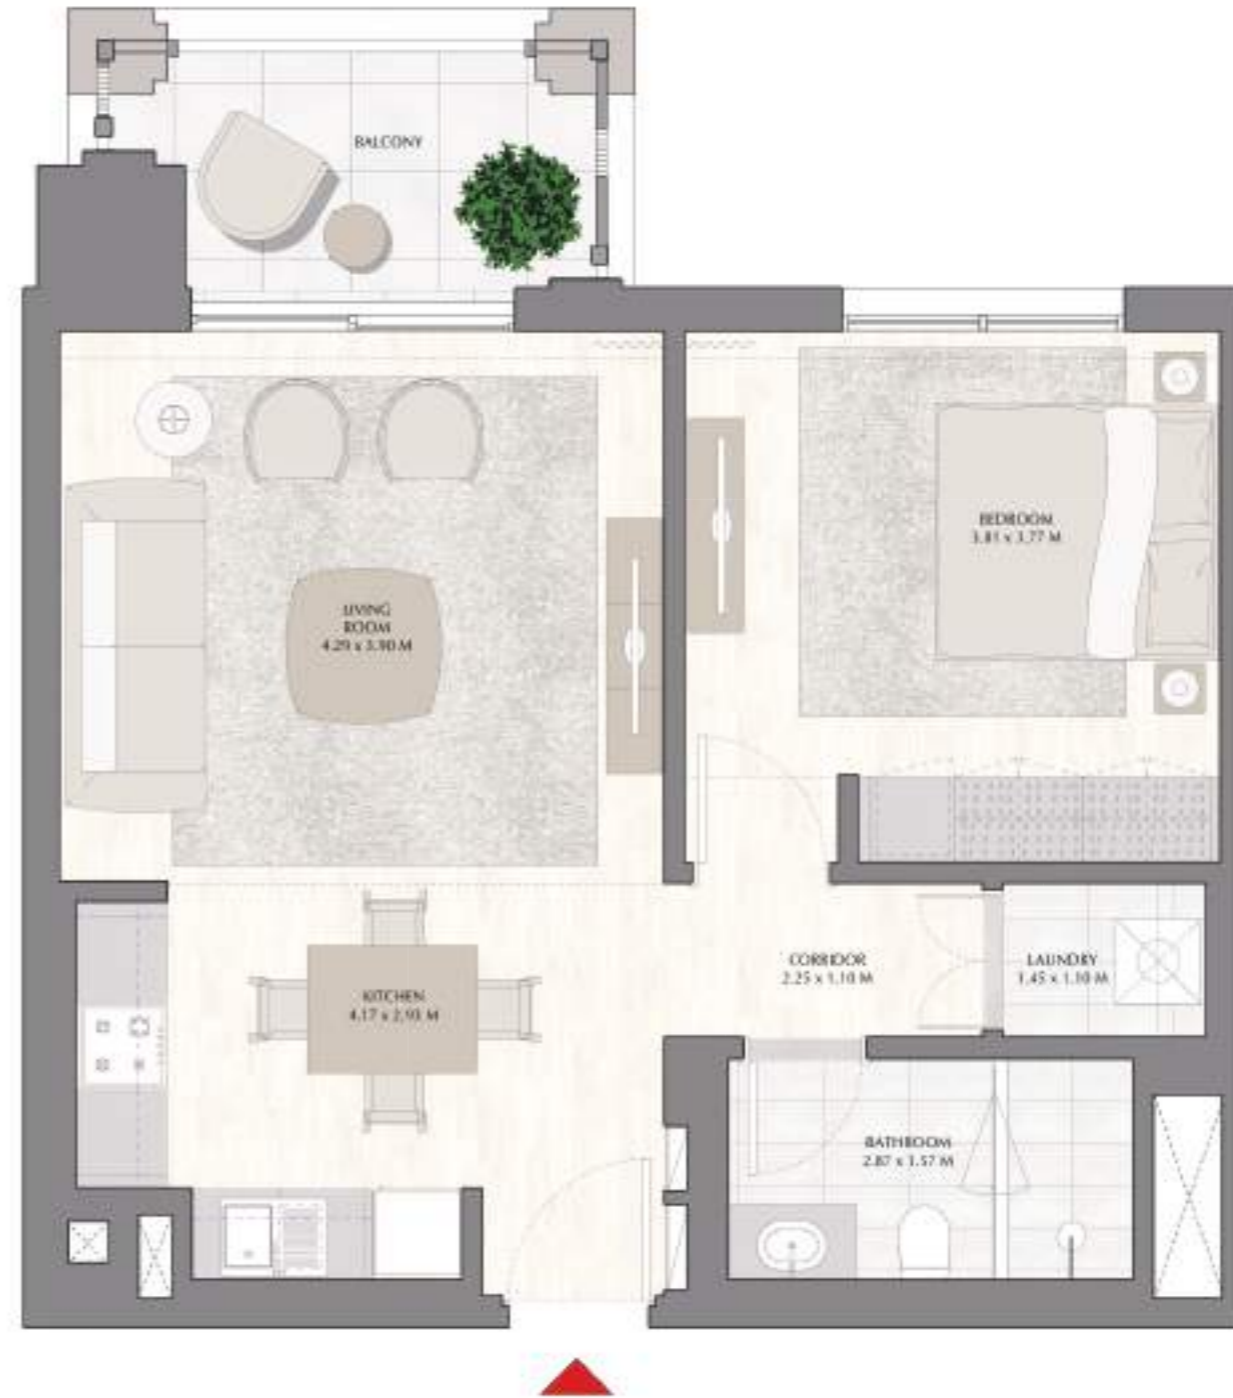 BALCONY
BEDROOM
3.81 x 3.77 M
LIVING
ROOM
4.29 x 3.90 M
CORRIDOR
2.25 x 1.10 M
LAUNDRY
1.45 x 1.10 M
KITCHEN
4.17 x 2.93 M
BATHROOM
2.87 x 1.57 M